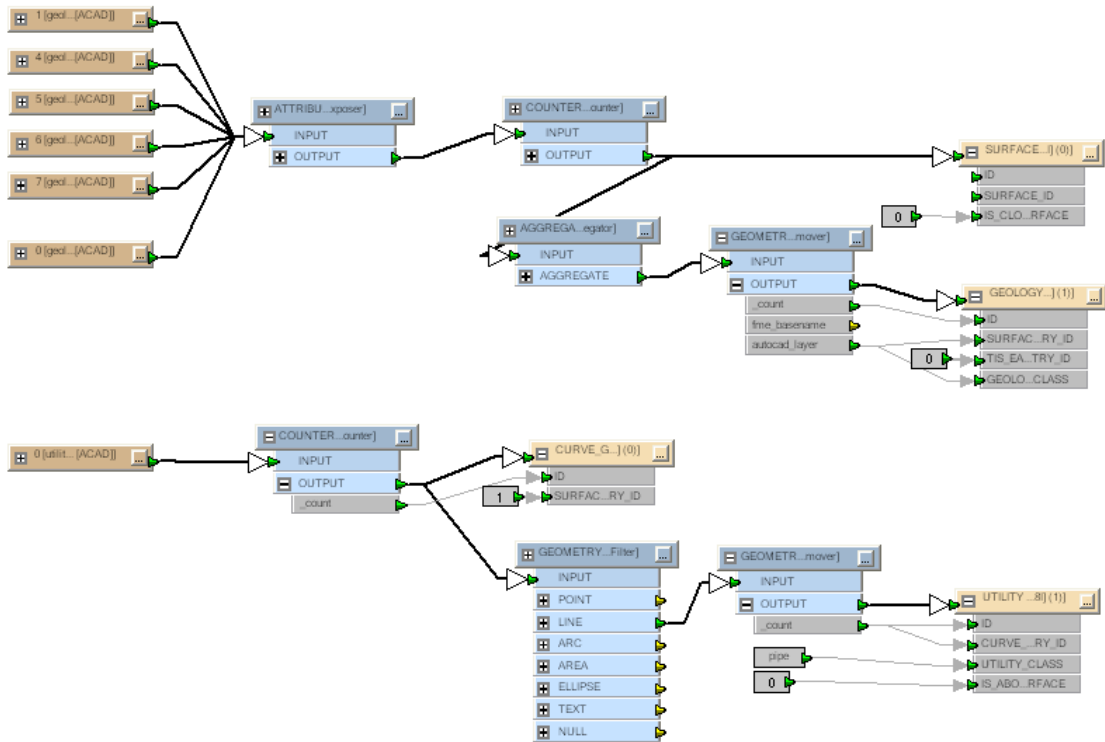 1 [geol...[ACAD]]
4 [geol...[ACAD]]
5 [geol...[ACAD]]
6 [geol...[ACAD]]
7 [geol...[ACAD]]
0 [geol...[ACAD]]
ATTRIBU...xposer]
INPUT
OUTPUT
COUNTER...ounter]
INPUT
OUTPUT
SURFACE...l] (0)]
ID
SURFACE_ID
IS_CLO...RFACE
0
AGGREGA...egator]
INPUT
AGGREGATE
GEOMETR...mover]
INPUT
OUTPUT
_count
fme_basename
autocad_layer
GEOLOGY...] (1)]
ID
SURFAC...RY_ID
TIS_EA...TRY_ID
GEOLO...CLASS
0
0 [utilit... [ACAD]]
COUNTER...ounter]
INPUT
OUTPUT
_count
CURVE_G...] (0)]
ID
SURFAC...RY_ID
1
GEOMETRY...Filter]
INPUT
POINT
LINE
ARC
AREA
ELLIPSE
TEXT
NULL
GEOMETR...mover]
INPUT
OUTPUT
_count
pipe
0
UTILITY ...8l] (1)]
ID
CURVE_...RY_ID
UTILITY_CLASS
IS_ABO...RFACE